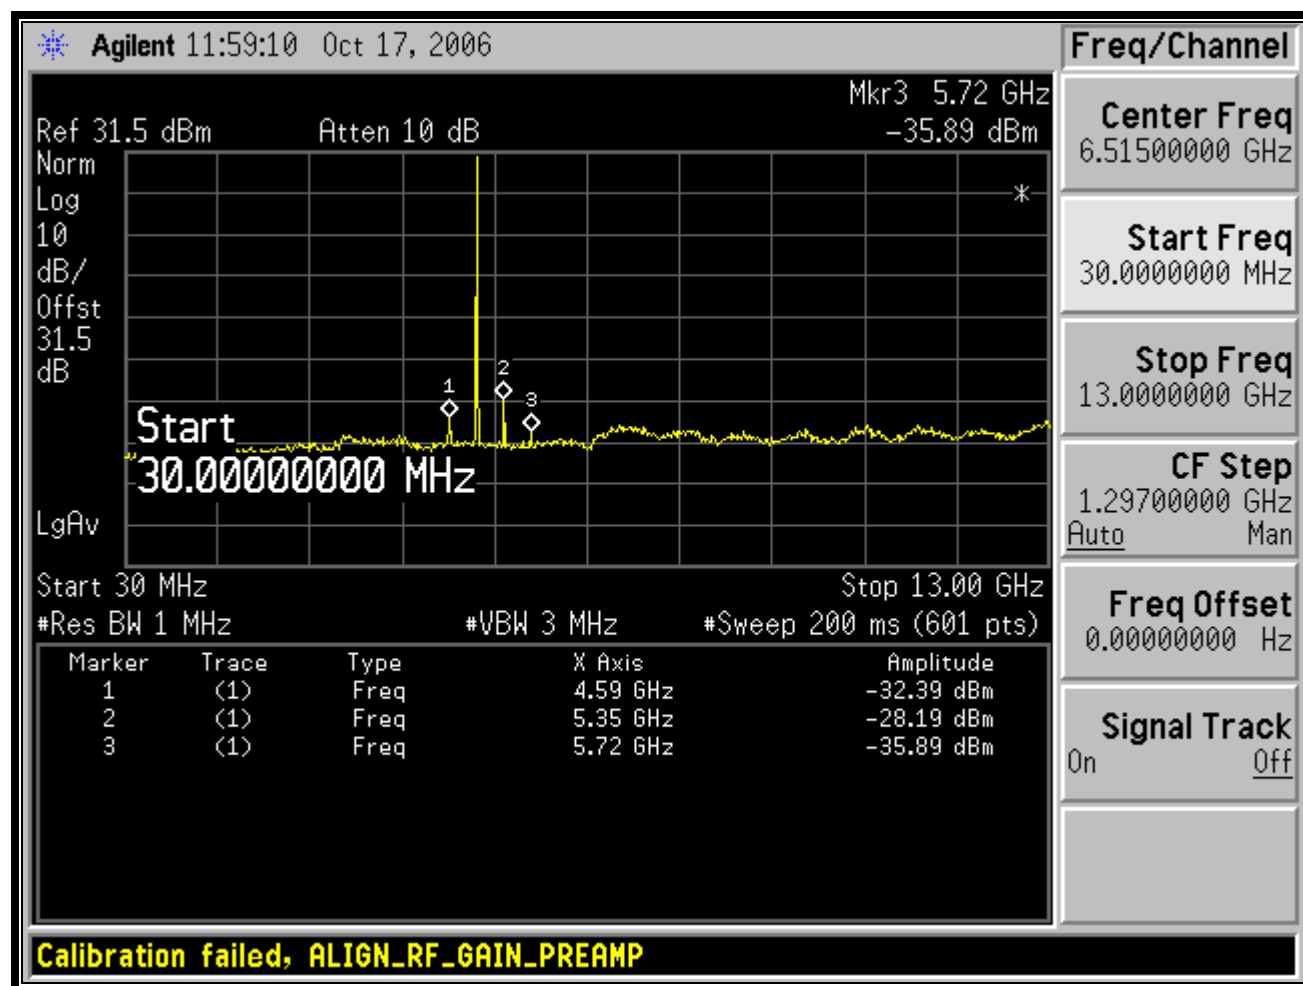 Agilent 11:59:10 Oct 17, 2006
Freq/Channel
Mkr3 5.72 GHz
Ref 31.5 dBm Atten 10 dB -35.89 dBm
Norm
Log
10
dB/
Offst
31.5
dB
LgAv
*
1
2
3
Start
30.00000000 MHz
Start 30 MHz Stop 13.00 GHz
#Res BW 1 MHz #VBW 3 MHz #Sweep 200 ms (601 pts)
Marker Trace Type X Axis Amplitude
1 (1) Freq 4.59 GHz -32.39 dBm
2 (1) Freq 5.35 GHz -28.19 dBm
3 (1) Freq 5.72 GHz -35.89 dBm
Center Freq
6.51500000 GHz
Start Freq
30.0000000 MHz
Stop Freq
13.0000000 GHz
CF Step
1.29700000 GHz
Auto Man
Freq Offset
0.00000000 Hz
Signal Track
On Off
Calibration failed, ALIGN_RF_GAIN_PREAMP